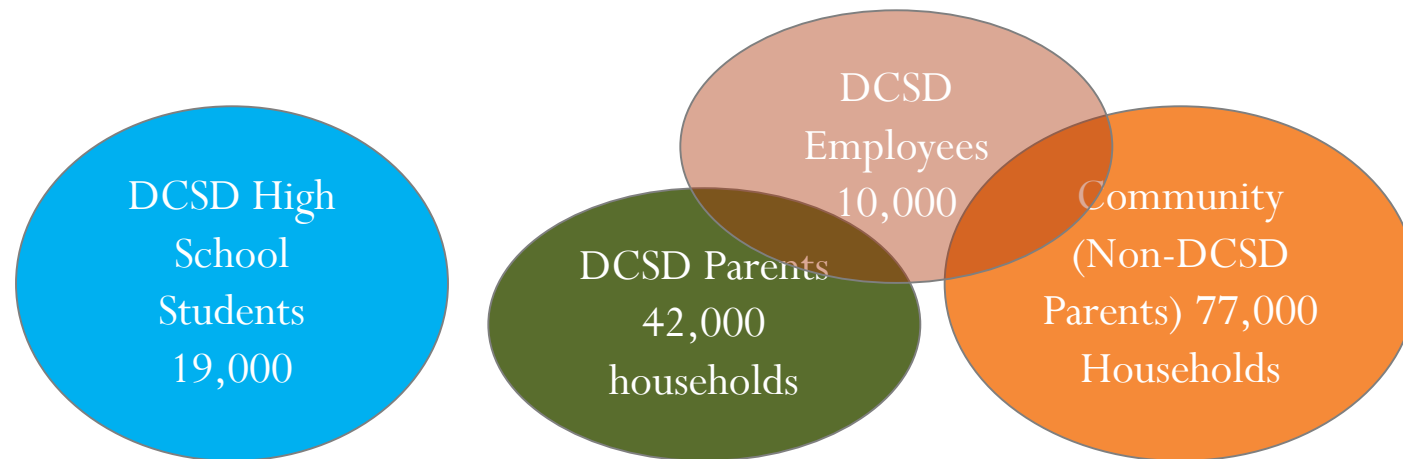 DCSD High
School
Students
19,000
DCSD Parents
42,000
households
DCSD
Employees
10,000
Community
(Non-DCSD
Parents) 77,000
Households